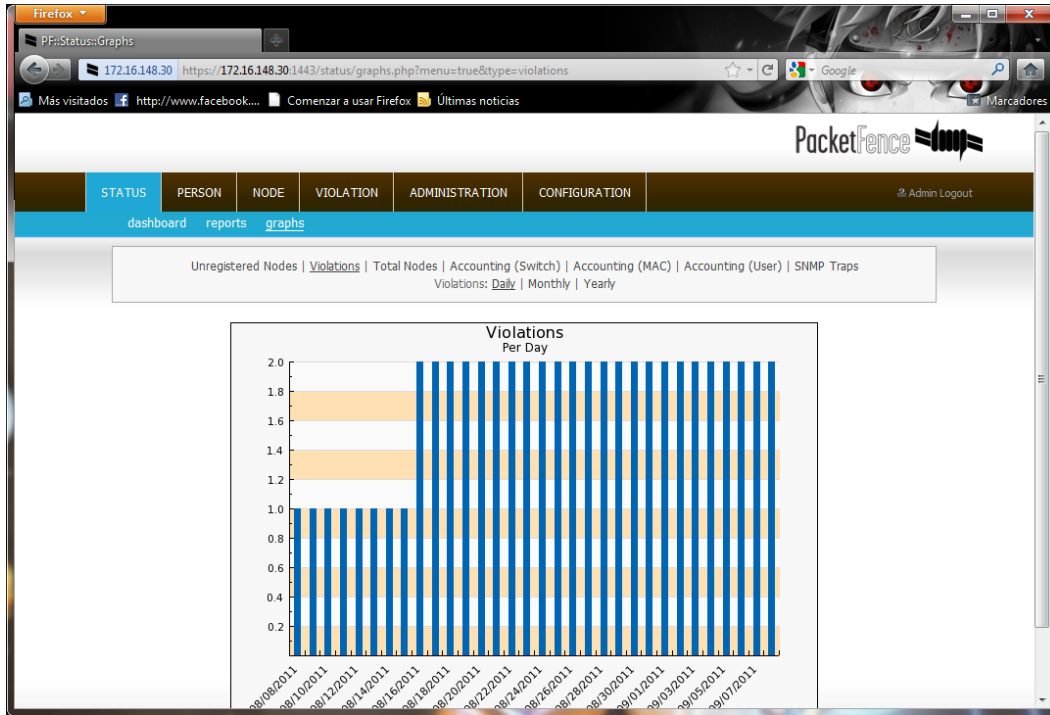 Firefox
PF::Status::Graphs
172.16.148.30 https://172.16.148.30:1443/status/graphs.php?menu=true&type=violations
Google
Más visitados http://www.facebook.... Comenzar a usar Firefox Últimas noticias Marcadores
PacketFence
STATUS PERSON NODE VIOLATION ADMINISTRATION CONFIGURATION Admin Logout
dashboard reports graphs
Unregistered Nodes | Violations | Total Nodes | Accounting (Switch) | Accounting (MAC) | Accounting (User) | SNMP Traps
Violations: Daily | Monthly | Yearly
Violations
Per Day
2.0
1.8
1.6
1.4
1.2
1.0
0.8
0.6
0.4
0.2
08/08/2011 08/10/2011 08/12/2011 08/14/2011 08/16/2011 08/18/2011 08/20/2011 08/22/2011 08/24/2011 08/26/2011 08/28/2011 08/30/2011 09/01/2011 09/03/2011 09/05/2011 09/07/2011